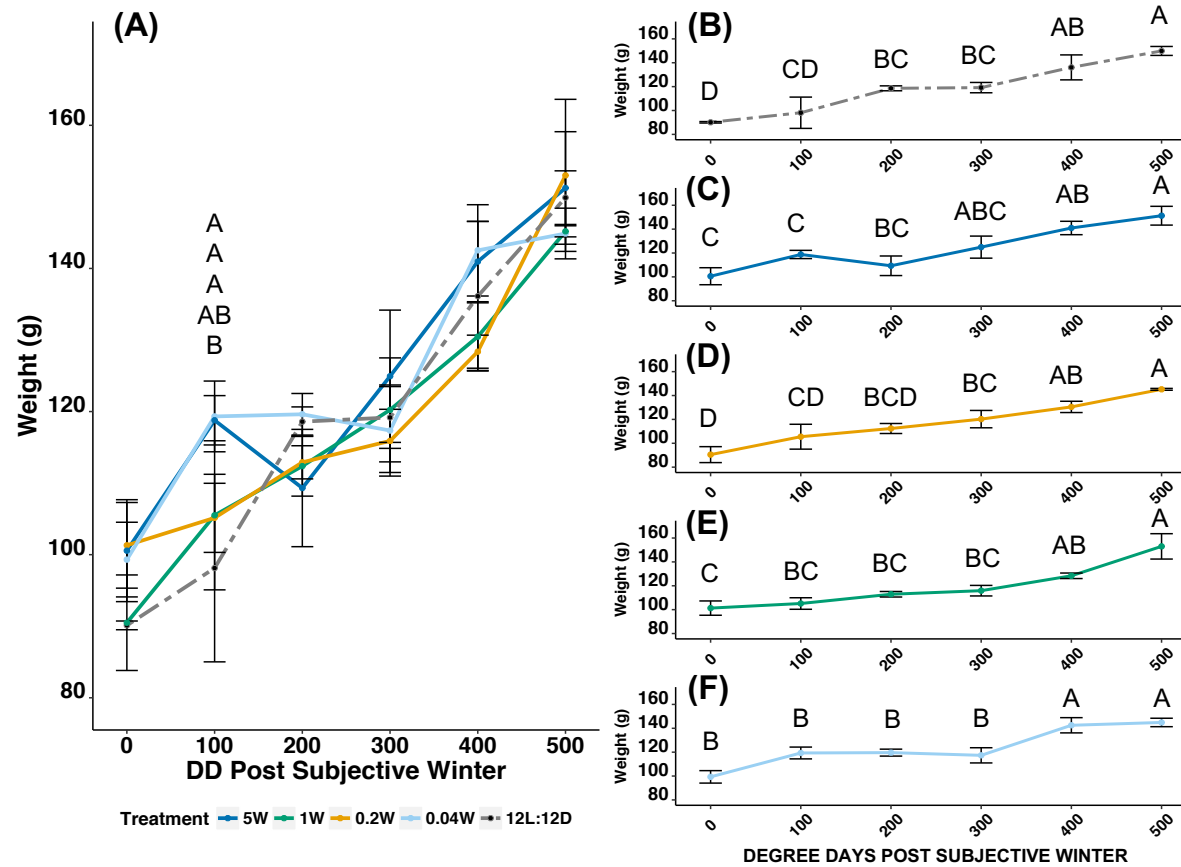 (A)
Weight (g)
160
140
120
100
80
A
A
A
AB
B
0 100 200 300 400 500
DD Post Subjective Winter
Treatment 5W 1W 0.2W 0.04W 12L:12D
(B)
Weight (g)
160
140
120
100
80
D CD BC BC AB A
0 100 200 300 400 500
(C)
Weight (g)
160
140
120
100
80
C C BC ABC AB A
0 100 200 300 400 500
(D)
Weight (g)
160
140
120
100
80
D CD BCD BC AB A
0 100 200 300 400 500
(E)
Weight (g)
160
140
120
100
80
C BC BC BC AB A
0 100 200 300 400 500
(F)
Weight (g)
160
140
120
100
80
B B B B A A
0 100 200 300 400 500
DEGREE DAYS POST SUBJECTIVE WINTER